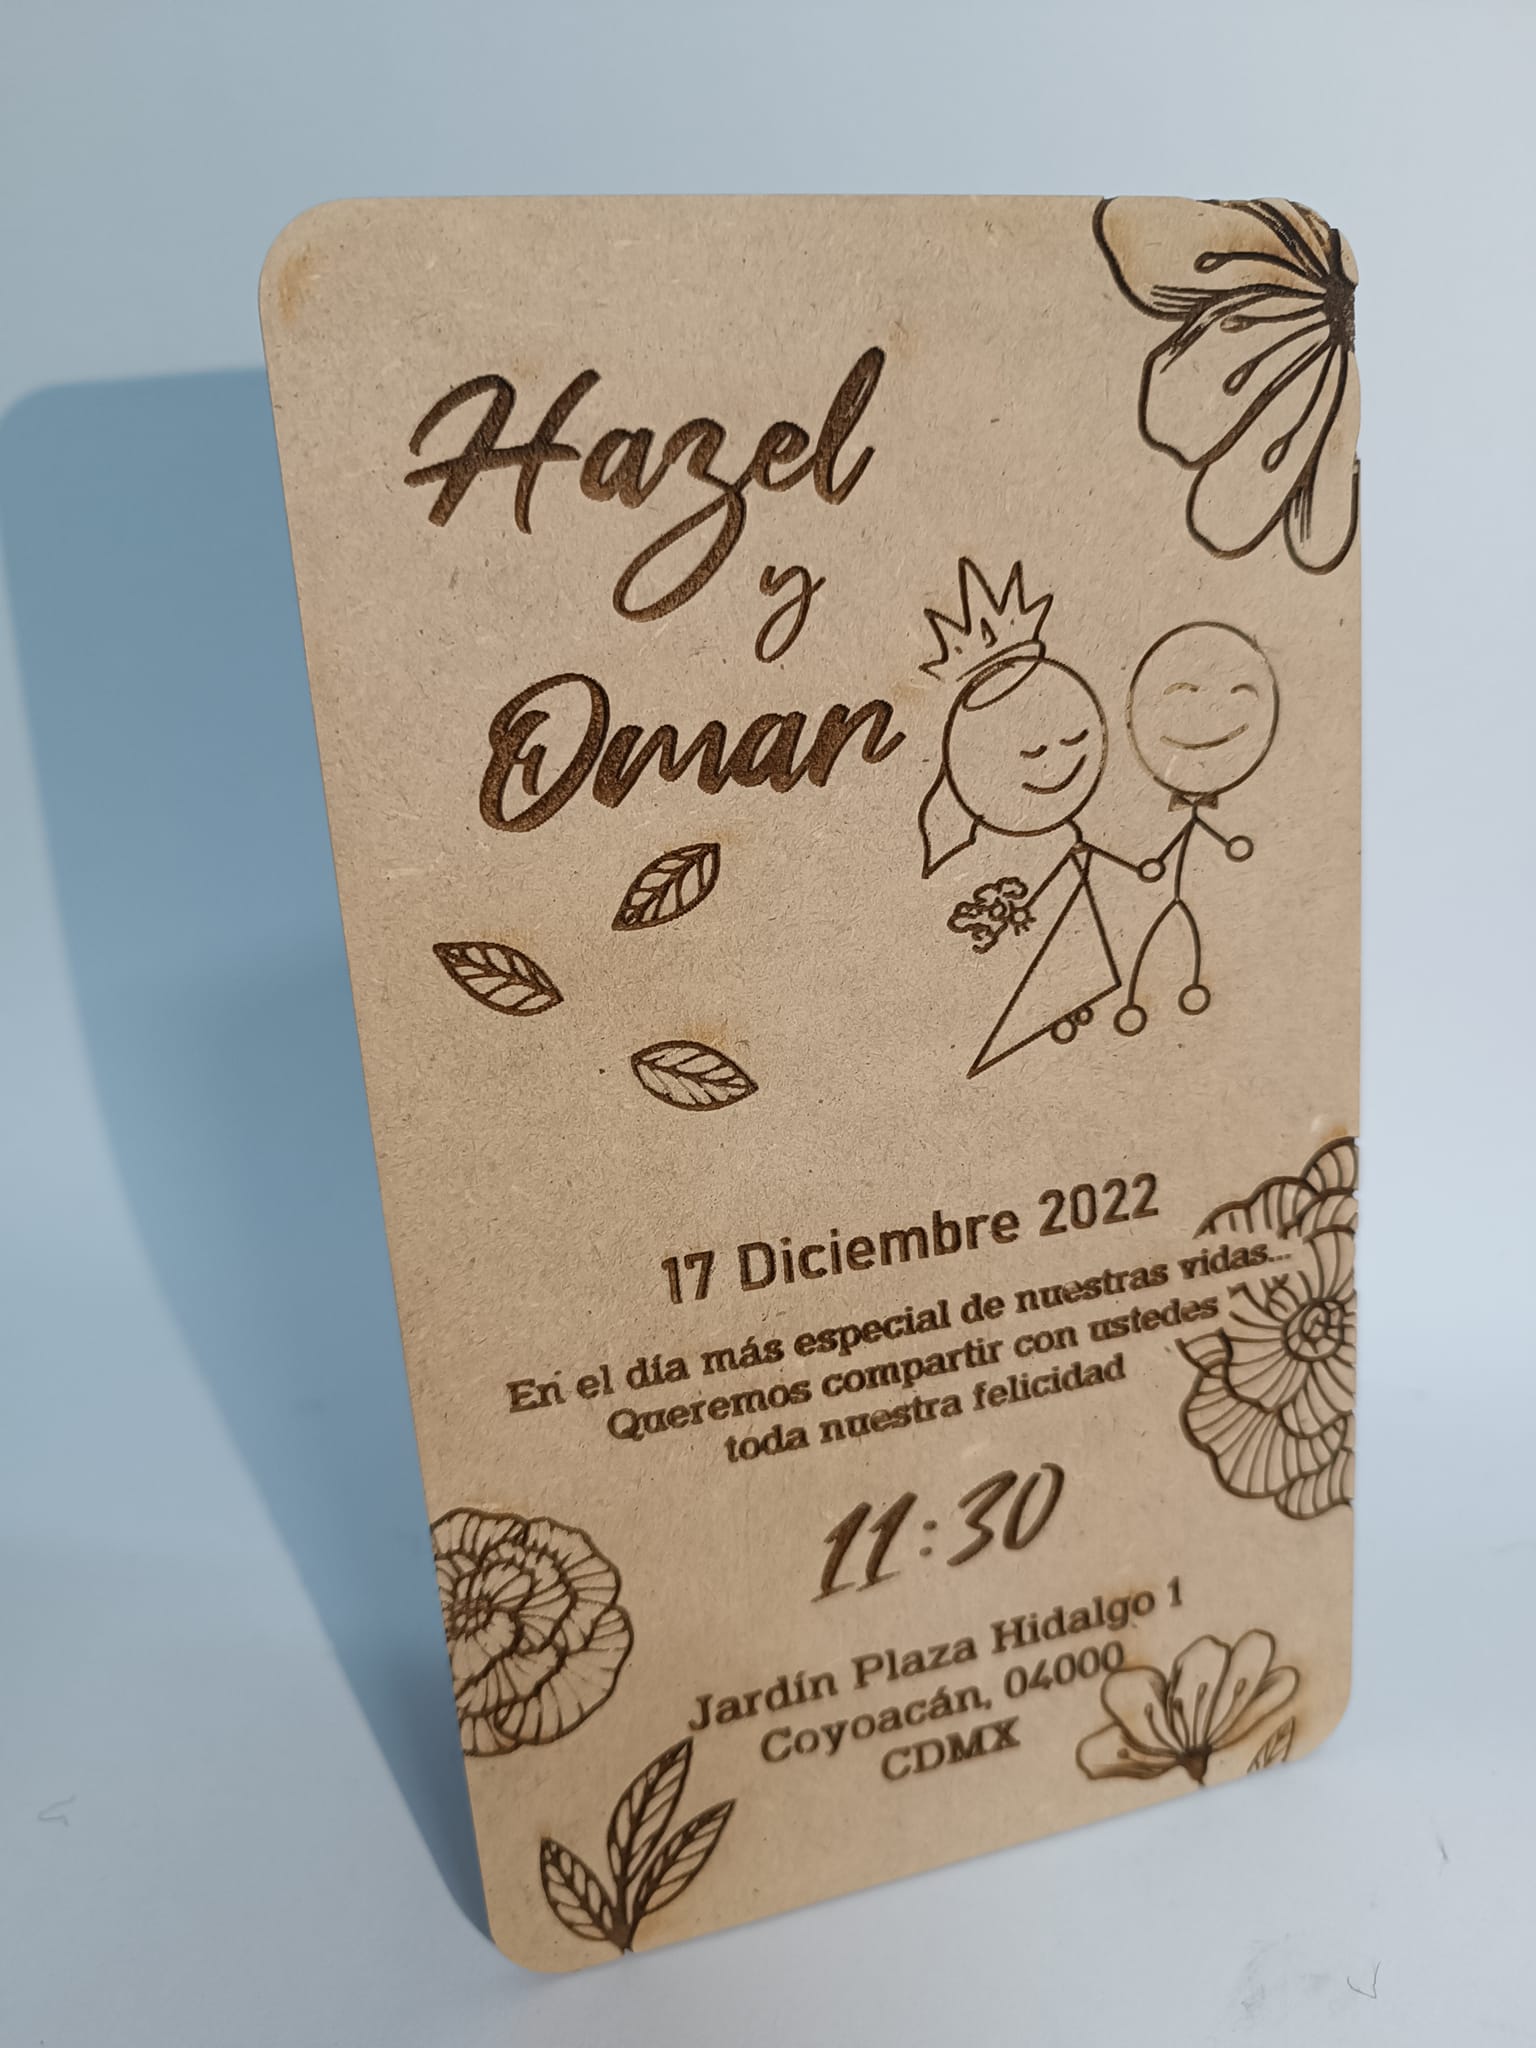 Hazel
y
Omar
17 Diciembre 2022
En el día más especial de nuestras vidas...
Queremos compartir con ustedes
toda nuestra felicidad
11:30
Jardín Plaza Hidalgo 1
Coyoacán, 04000
CDMX